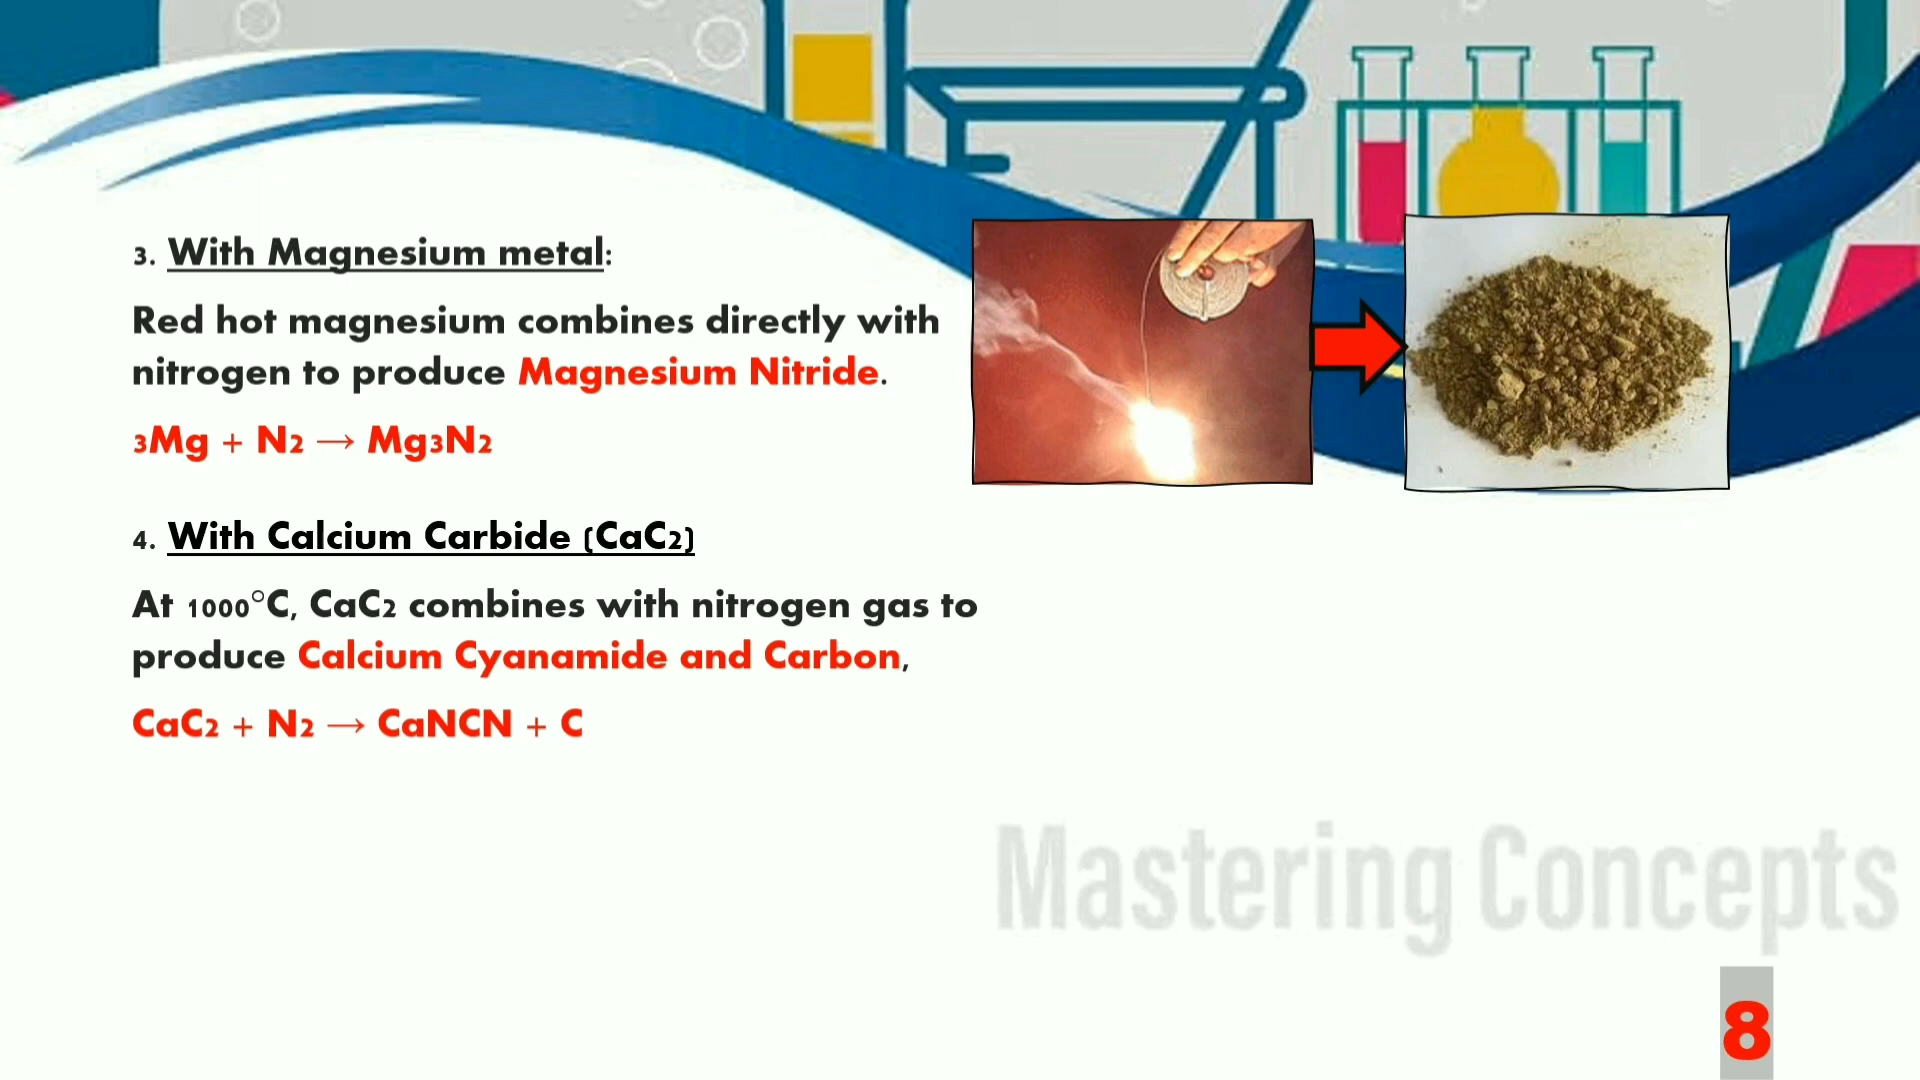 3. With Magnesium metal:
Red hot magnesium combines directly with
nitrogen to produce Magnesium Nitride.
3Mg + N2 → Mg3N2
4. With Calcium Carbide (CaC2)
At 1000°C, CaC2 combines with nitrogen gas to
produce Calcium Cyanamide and Carbon,
CaC2 + N2 → CaNCN + C
Mastering Concepts
8